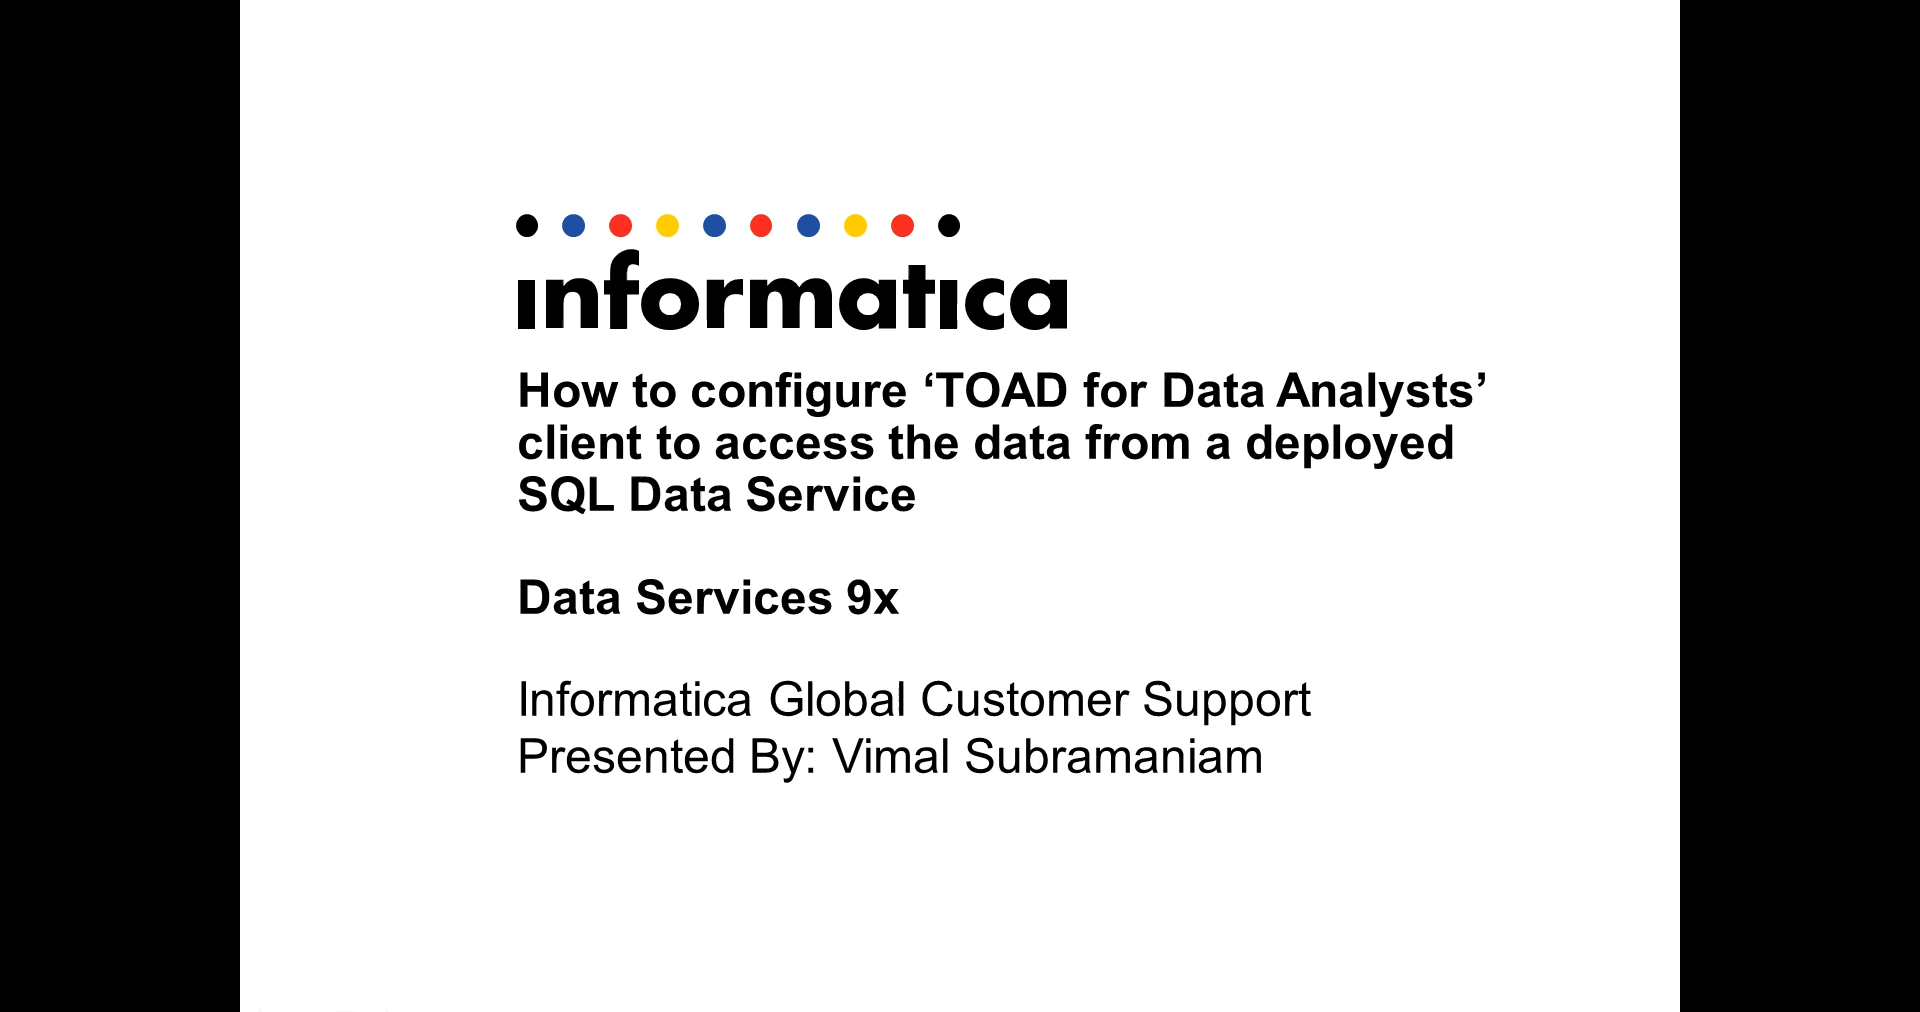 informatica
How to configure ‘TOAD for Data Analysts’
client to access the data from a deployed
SQL Data Service
Data Services 9x
Informatica Global Customer Support
Presented By: Vimal Subramaniam